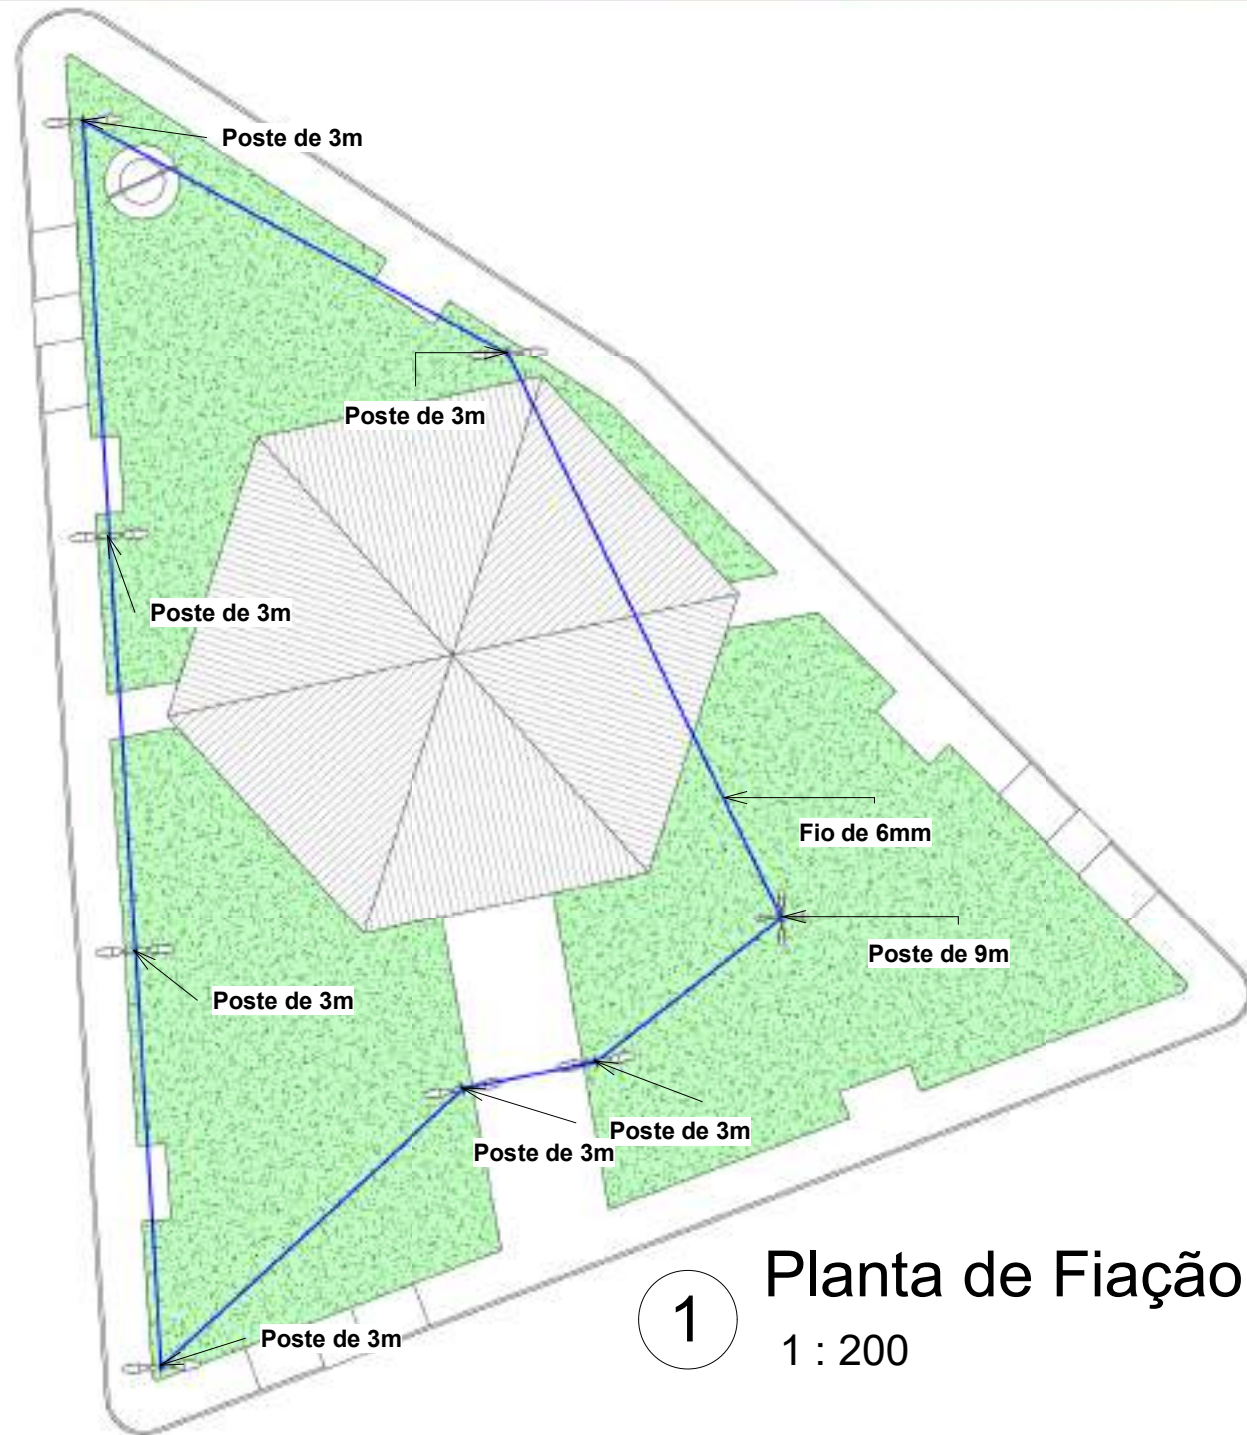 Poste de 3m
Poste de 3m
Poste de 3m
Fio de 6mm
Poste de 9m
Poste de 3m
Poste de 3m
Poste de 3m
Poste de 3m
1
Planta de Fiação
1 : 200